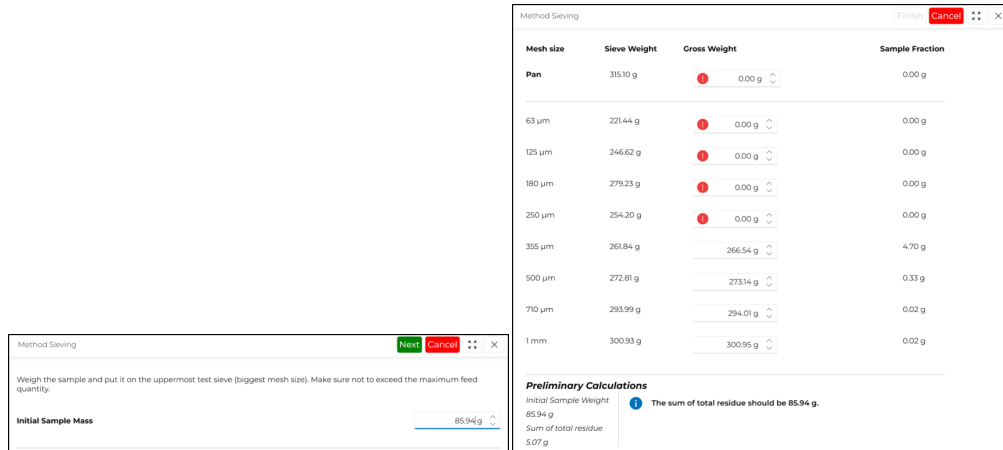 Method Sieving
Next Cancel
Weigh the sample and put it on the uppermost test sieve (biggest mesh size). Make sure not to exceed the maximum feed
quantity.
Initial Sample Mass 85.94 g
Method Sieving
Finish Cancel
Mesh size Sieve Weight Gross Weight Sample Fraction
Pan 315.10 g 0.00 g 0.00 g
63 µm 221.44 g 0.00 g 0.00 g
125 µm 246.62 g 0.00 g 0.00 g
180 µm 279.23 g 0.00 g 0.00 g
250 µm 254.20 g 0.00 g 0.00 g
355 µm 261.84 g 266.54 g 4.70 g
500 µm 272.81 g 273.14 g 0.33 g
710 µm 293.99 g 294.01 g 0.02 g
1 mm 300.93 g 300.95 g 0.02 g
Preliminary Calculations
Initial Sample Weight
85.94 g
Sum of total residue
5.07 g
The sum of total residue should be 85.94 g.